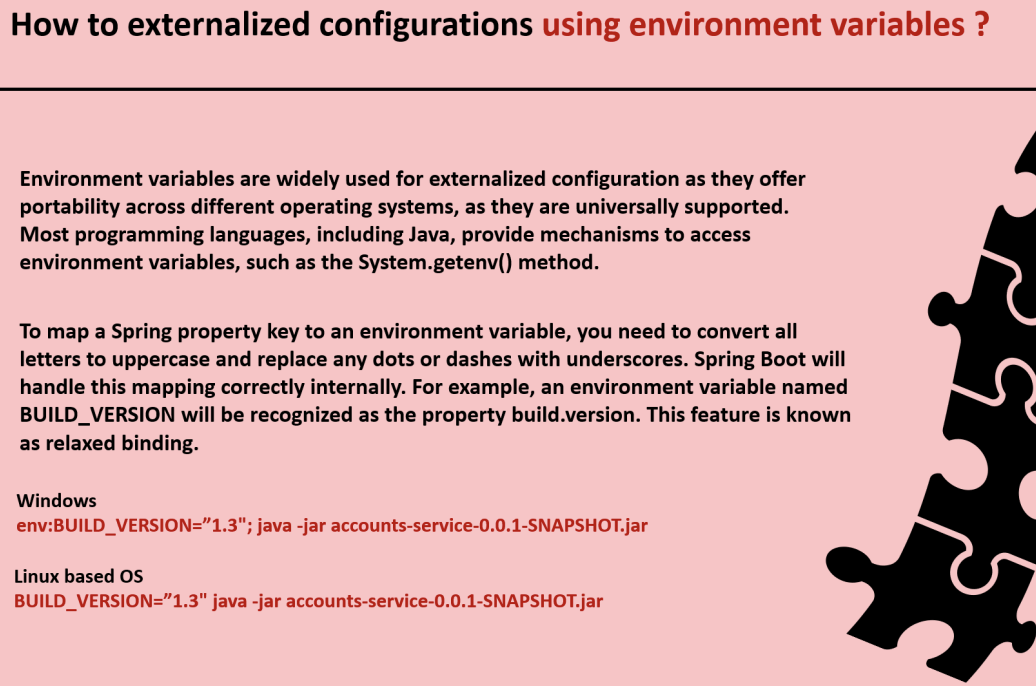 How to externalized configurations using environment variables ?
Environment variables are widely used for externalized configuration as they offer
portability across different operating systems, as they are universally supported.
Most programming languages, including Java, provide mechanisms to access
environment variables, such as the System.getenv() method.
To map a Spring property key to an environment variable, you need to convert all
letters to uppercase and replace any dots or dashes with underscores. Spring Boot will
handle this mapping correctly internally. For example, an environment variable named
BUILD_VERSION will be recognized as the property build.version. This feature is known
as relaxed binding.
Windows
env:BUILD_VERSION=”1.3"; java -jar accounts-service-0.0.1-SNAPSHOT.jar
Linux based OS
BUILD_VERSION=”1.3" java -jar accounts-service-0.0.1-SNAPSHOT.jar